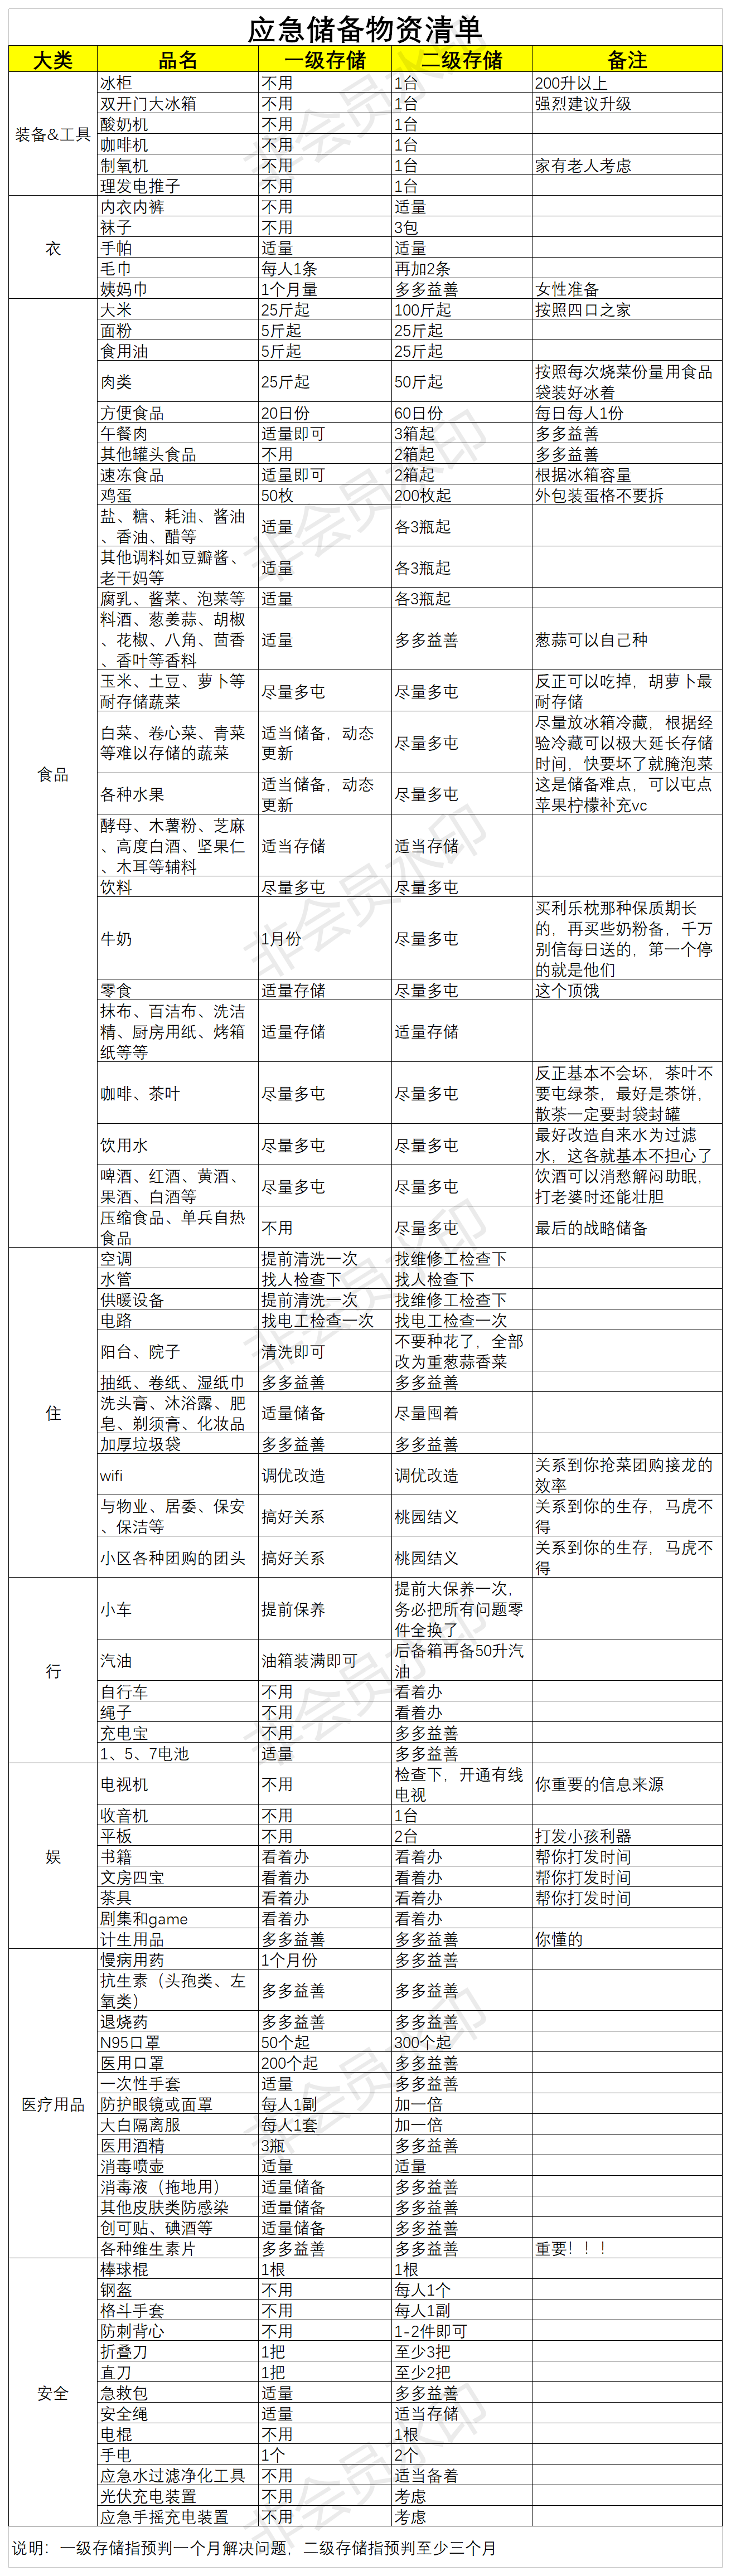 应急储备物资清单
大类 品名 一级存储 二级存储 备注
装备&工具
冰柜 不用 1台 200升以上
双开门大冰箱 不用 1台 强烈建议升级
酸奶机 不用 1台
咖啡机 不用 1台
制氧机 不用 1台 家有老人考虑
理发电推子 不用 1台
衣
内衣内裤 不用 适量
袜子 不用 3包
手帕 适量 适量
毛巾 每人1条 再加2条
姨妈巾 1个月量 多多益善 女性准备
食品
大米 25斤起 100斤起 按照四口之家
面粉 5斤起 25斤起
食用油 5斤起 25斤起
肉类 25斤起 50斤起 按照每次烧菜份量用食品
袋装好冰着
方便食品 20日份 60日份 每日每人1份
午餐肉 适量即可 3箱起 多多益善
其他罐头食品 不用 2箱起 多多益善
速冻食品 适量即可 2箱起 根据冰箱容量
鸡蛋 50枚 200枚起 外包装蛋格不要拆
盐、糖、耗油、酱油
、香油、醋等 适量 各3瓶起
其他调料如豆瓣酱、
老干妈等 适量 各3瓶起
腐乳、酱菜、泡菜等 适量 各3瓶起
料酒、葱姜蒜、胡椒
、花椒、八角、茴香
、香叶等香料 适量 多多益善 葱蒜可以自己种
玉米、土豆、萝卜等
耐存储蔬菜 尽量多屯 尽量多屯 反正可以吃掉，胡萝卜最
耐存储
白菜、卷心菜、青菜
等难以存储的蔬菜 适当储备，动态
更新 尽量多屯 尽量放冰箱冷藏，根据经
验冷藏可以极大延长存储
时间，快要坏了就腌泡菜
各种水果 适当储备，动态
更新 尽量多屯 这是储备难点，可以屯点
苹果柠檬补充vc
酵母、木薯粉、芝麻
、高度白酒、坚果仁
、木耳等辅料 适当存储 适当存储
饮料 尽量多屯 尽量多屯
牛奶 1月份 尽量多屯 买利乐枕那种保质期长
的，再买些奶粉备，千万
别信每日送的，第一个停
的就是他们
零食 适量存储 尽量多屯 这个顶饿
抹布、百洁布、洗洁
精、厨房用纸、烤箱
纸等等 适量存储 适量存储
咖啡、茶叶 尽量多屯 尽量多屯 反正基本不会坏，茶叶不
要屯绿茶，最好是茶饼，
散茶一定要封袋封罐
饮用水 尽量多屯 尽量多屯 最好改造自来水为过滤
水，这各就基本不担心了
啤酒、红酒、黄酒、
果酒、白酒等 尽量多屯 尽量多屯 饮酒可以消愁解闷助眠，
打老婆时还能壮胆
压缩食品、单兵自热
食品 不用 尽量多屯 最后的战略储备
住
空调 提前清洗一次 找维修工检查下
水管 找人检查下 找人检查下
供暖设备 提前清洗一次 找维修工检查下
电路 找电工检查一次 找电工检查一次
阳台、院子 清洗即可 不要种花了，全部
改为重葱蒜香菜
抽纸、卷纸、湿纸巾 多多益善 多多益善
洗头膏、沐浴露、肥
皂、剃须膏、化妆品 适量储备 尽量囤着
加厚垃圾袋 多多益善 多多益善
wifi 调优改造 调优改造 关系到你抢菜团购接龙的
效率
与物业、居委、保安
、保洁等 搞好关系 桃园结义 关系到你的生存，马虎不
得
小区各种团购的团头 搞好关系 桃园结义 关系到你的生存，马虎不
得
行
小车 提前保养 提前大保养一次，
务必把所有问题零
件全换了
汽油 油箱装满即可 后备箱再备50升汽
油
自行车 不用 看着办
绳子 不用 看着办
充电宝 不用 多多益善
1、5、7电池 适量 多多益善
娱
电视机 不用 检查下，开通有线
电视 你重要的信息来源
收音机 不用 1台
平板 不用 2台 打发小孩利器
书籍 看着办 看着办 帮你打发时间
文房四宝 看着办 看着办 帮你打发时间
茶具 看着办 看着办 帮你打发时间
剧集和game 看着办 看着办
计生用品 多多益善 多多益善 你懂的
医疗用品
慢病用药 1个月份 多多益善
抗生素（头孢类、左
氧类） 多多益善 多多益善
退烧药 多多益善 多多益善
N95口罩 50个起 300个起
医用口罩 200个起 多多益善
一次性手套 适量 多多益善
防护眼镜或面罩 每人1副 加一倍
大白隔离服 每人1套 加一倍
医用酒精 3瓶 多多益善
消毒喷壶 适量 适量
消毒液（拖地用） 适量储备 多多益善
其他皮肤类防感染 适量储备 多多益善
创可贴、碘酒等 适量储备 多多益善
各种维生素片 多多益善 多多益善 重要！！！
安全
棒球棍 1根 1根
钢盔 不用 每人1个
格斗手套 不用 每人1副
防刺背心 不用 1-2件即可
折叠刀 1把 至少3把
直刀 1把 至少2把
急救包 适量 多多益善
安全绳 适量 适当存储
电棍 不用 1根
手电 1个 2个
应急水过滤净化工具 不用 适当备着
光伏充电装置 不用 考虑
应急手摇充电装置 不用 考虑
说明：一级存储指预判一个月解决问题，二级存储指预判至少三个月
非会员水印
非会员水印
非会员水印
非会员水印
非会员水印
非会员水印
非会员水印